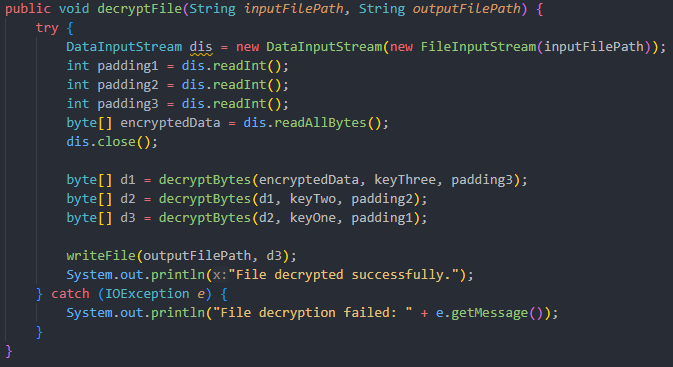 public void decryptFile(String inputFilePath, String outputFilePath) {
    try {
        DataInputStream dis = new DataInputStream(new FileInputStream(inputFilePath));
        int padding1 = dis.readInt();
        int padding2 = dis.readInt();
        int padding3 = dis.readInt();
        byte[] encryptedData = dis.readAllBytes();
        dis.close();

        byte[] d1 = decryptBytes(encryptedData, keyThree, padding3);
        byte[] d2 = decryptBytes(d1, keyTwo, padding2);
        byte[] d3 = decryptBytes(d2, keyOne, padding1);

        writeFile(outputFilePath, d3);
        System.out.println(x:"File decrypted successfully.");
    } catch (IOException e) {
        System.out.println("File decryption failed: " + e.getMessage());
    }
}